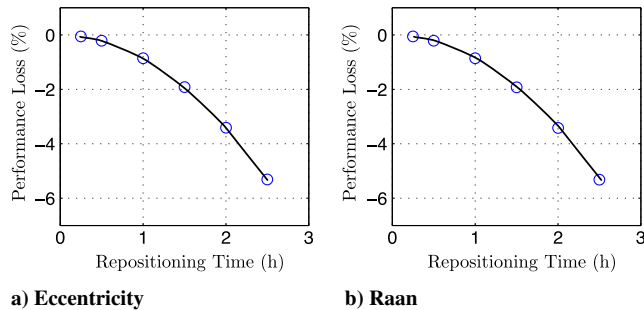 0
−2
−4
−6
Performance Loss (%)
0 1 2 3
Repositioning Time (h)
a) Eccentricity
0
−2
−4
−6
Performance Loss (%)
0 1 2 3
Repositioning Time (h)
b) Raan